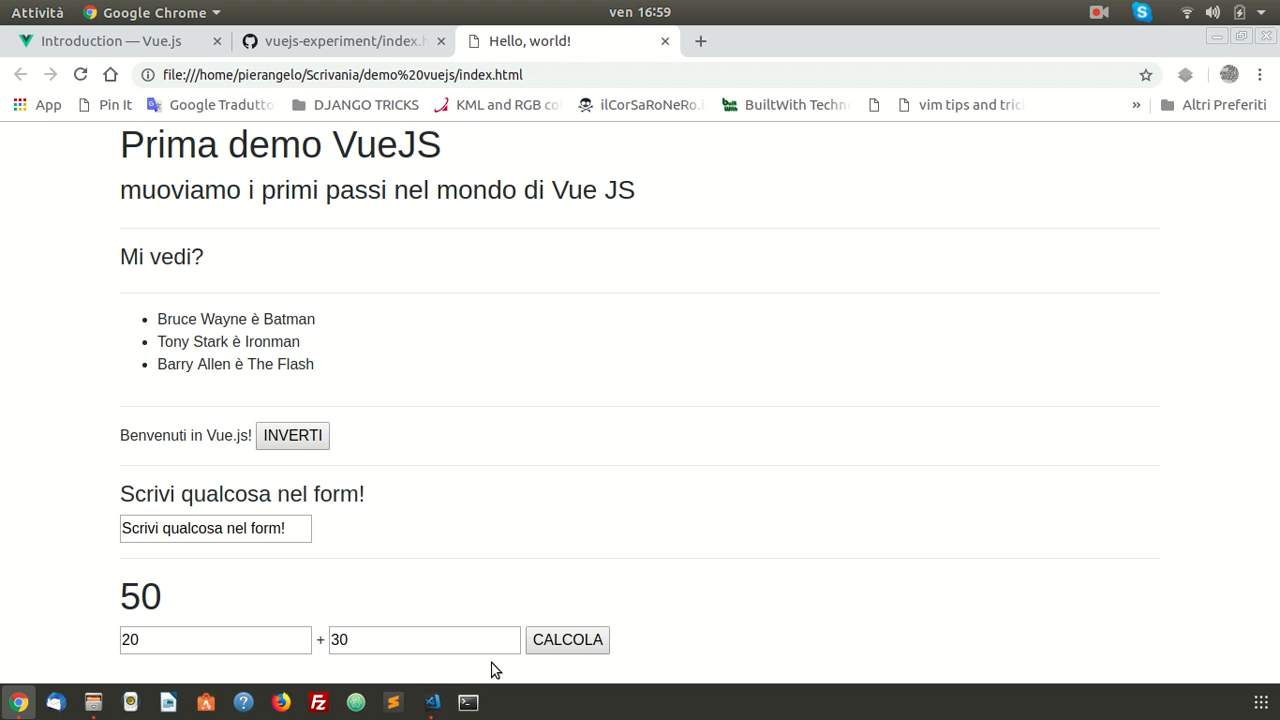 Attività Google Chrome ven 16:59
Introduction — Vue.js vuejs-experiment/index.h Hello, world!
file:///home/pierangelo/Scrivania/demo%20vuejs/index.html
App Pin It Google Tradutto DJANGO TRICKS KML and RGB co ilCorSaRoNeRo.i BuiltWith Techn vim tips and tric » Altri Preferiti
Prima demo VueJS
muoviamo i primi passi nel mondo di Vue JS
Mi vedi?
• Bruce Wayne è Batman
• Tony Stark è Ironman
• Barry Allen è The Flash
Benvenuti in Vue.js! INVERTI
Scrivi qualcosa nel form!
Scrivi qualcosa nel form!
50
20 + 30 CALCOLA